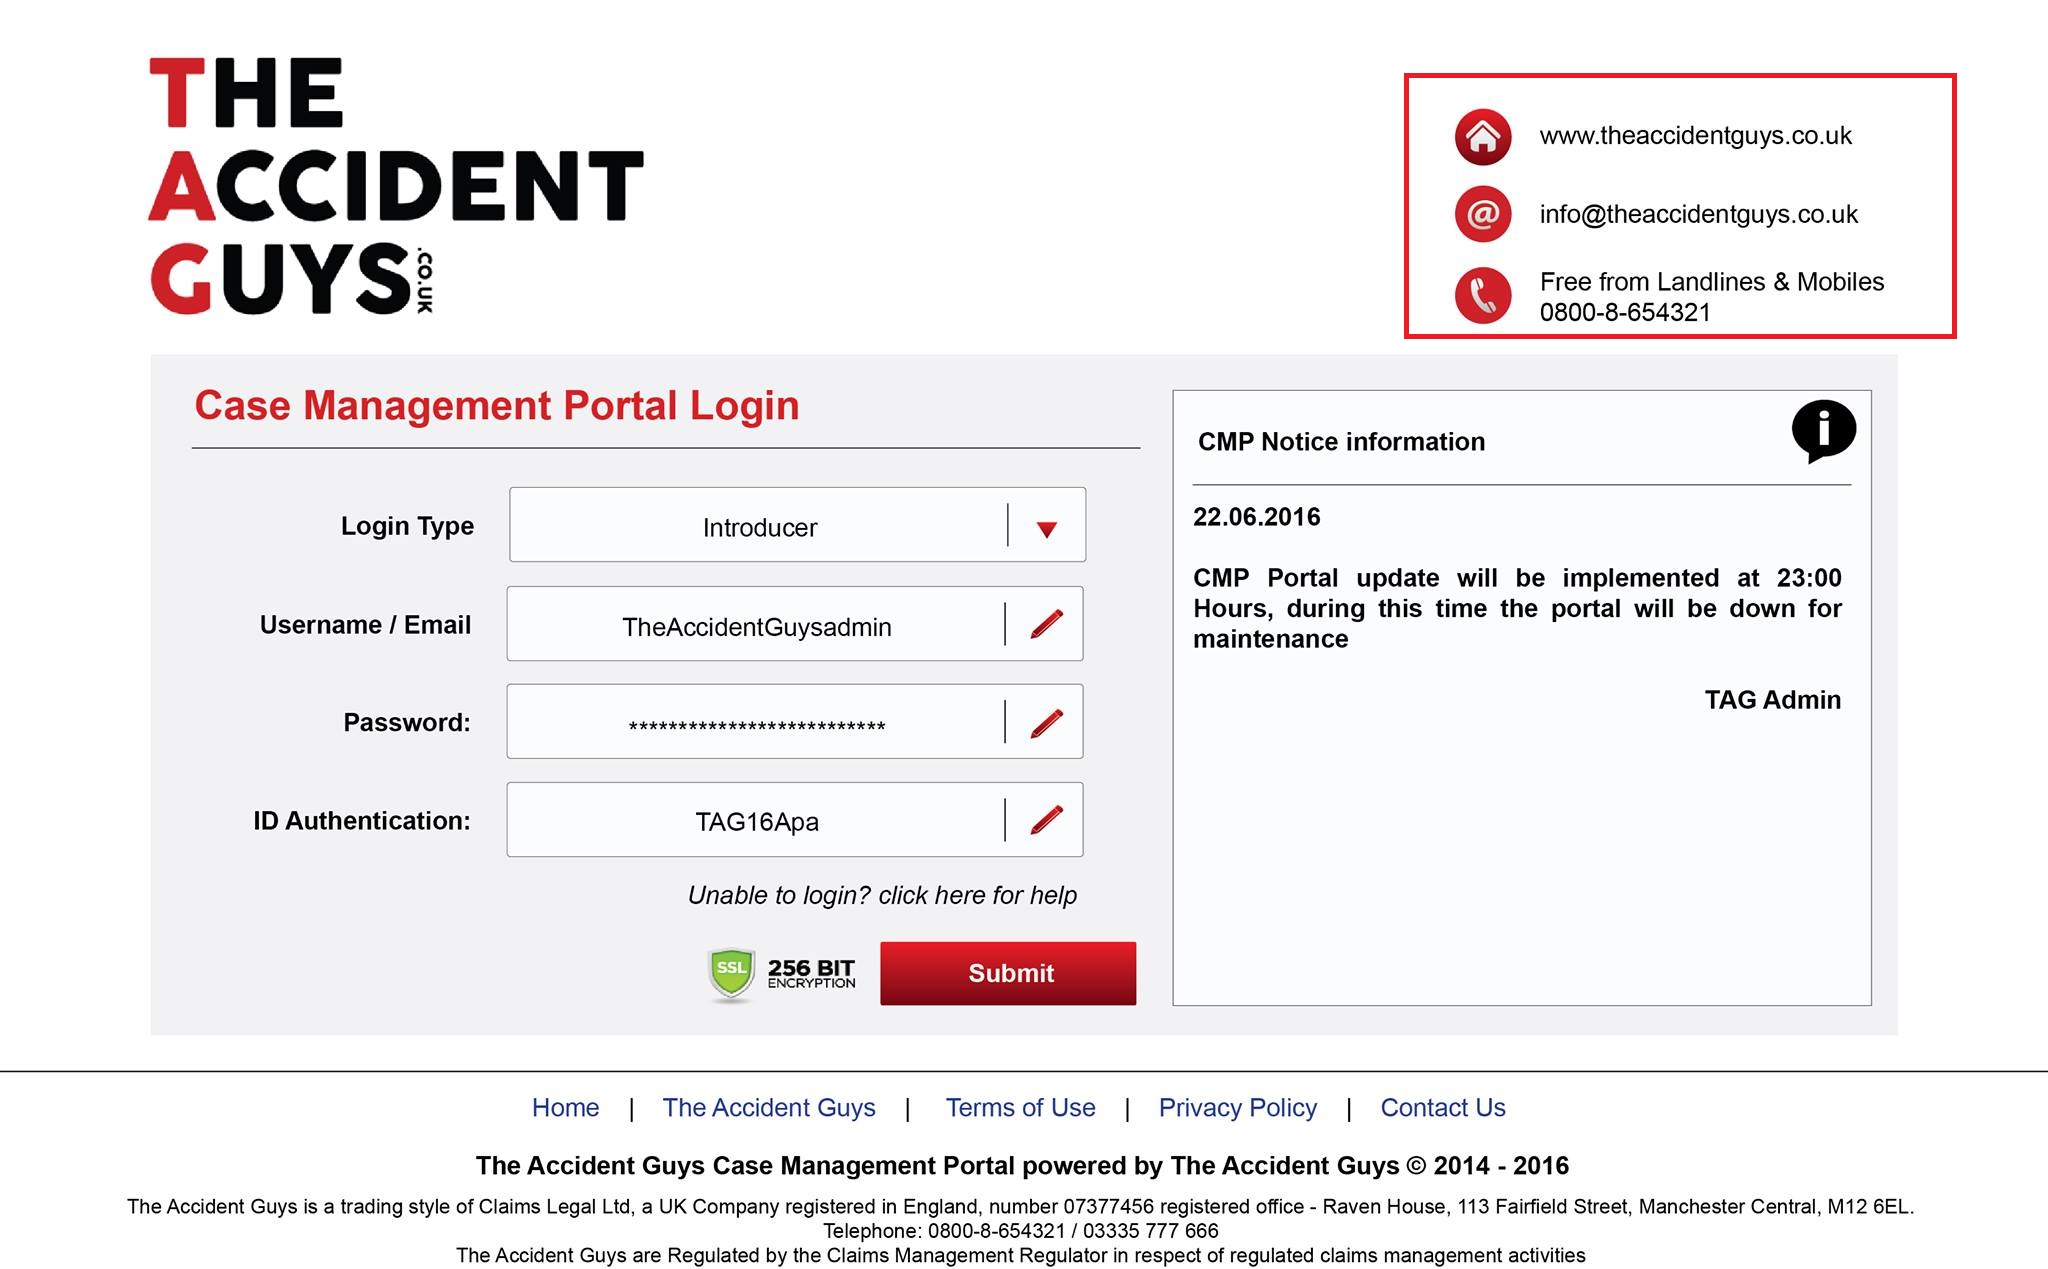 THE
ACCIDENT
GUYS.CO.UK
www.theaccidentguys.co.uk
info@theaccidentguys.co.uk
Free from Landlines & Mobiles
0800-8-654321
Case Management Portal Login
Login Type
Introducer
Username / Email
TheAccidentGuysadmin
Password:
**************************
ID Authentication:
TAG16Apa
Unable to login? click here for help
SSL
256 BIT
ENCRYPTION
Submit
CMP Notice information
i
22.06.2016
CMP Portal update will be implemented at 23:00
Hours, during this time the portal will be down for
maintenance
TAG Admin
Home | The Accident Guys | Terms of Use | Privacy Policy | Contact Us
The Accident Guys Case Management Portal powered by The Accident Guys © 2014 - 2016
The Accident Guys is a trading style of Claims Legal Ltd, a UK Company registered in England, number 07377456 registered office - Raven House, 113 Fairfield Street, Manchester Central, M12 6EL.
Telephone: 0800-8-654321 / 03335 777 666
The Accident Guys are Regulated by the Claims Management Regulator in respect of regulated claims management activities